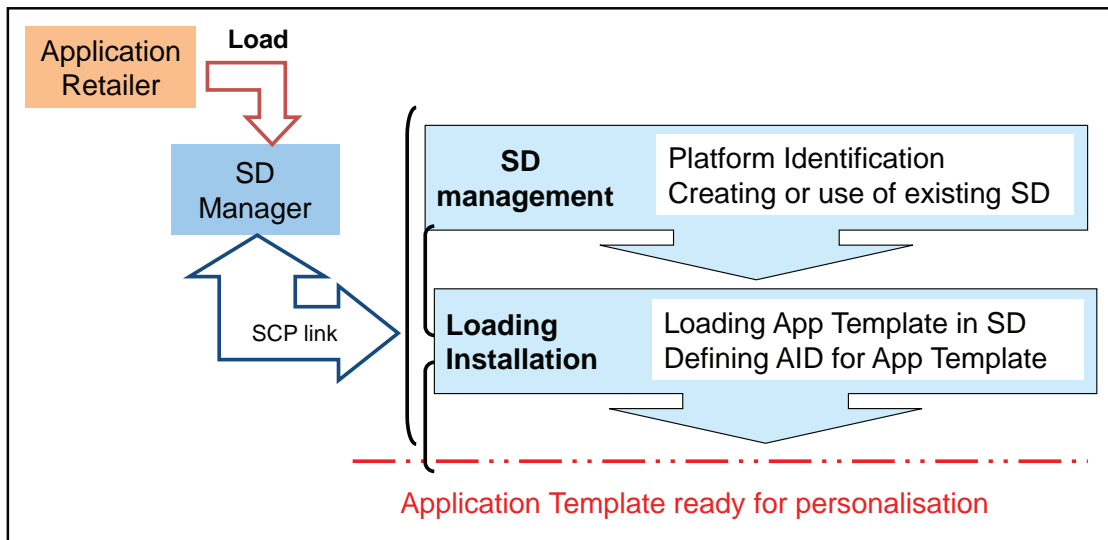 Application
Retailer
Load
SD
Manager
SCP link
SD
management
Platform Identification
Creating or use of existing SD
Loading
Installation
Loading App Template in SD
Defining AID for App Template
Application Template ready for personalisation